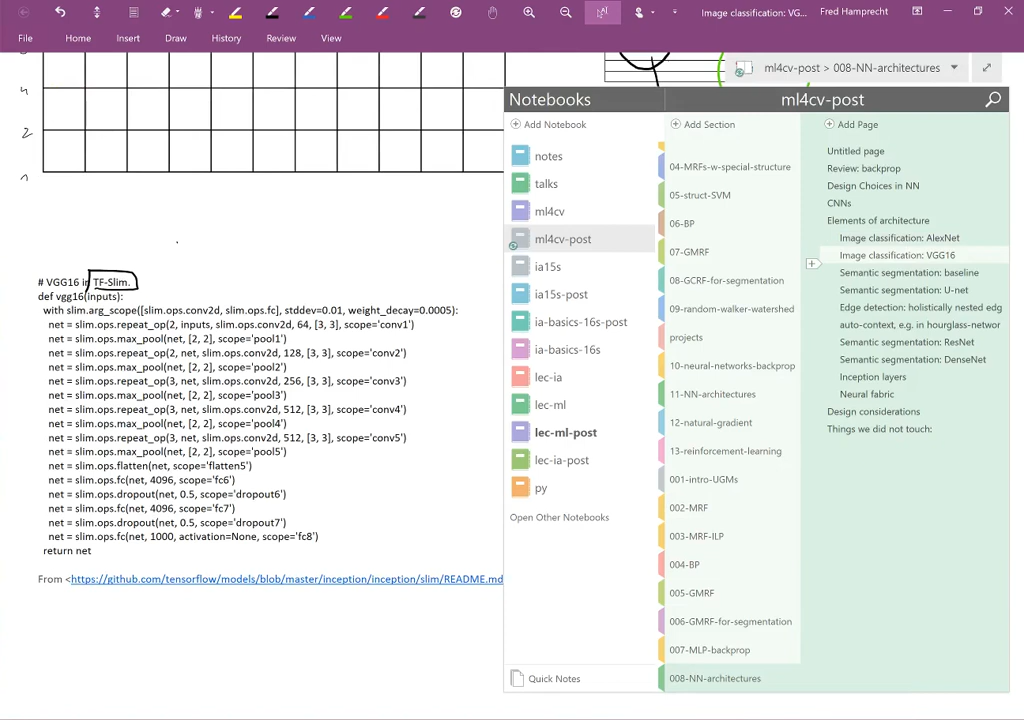 Image classification: VG...
Fred Hamprecht
File
Home
Insert
Draw
History
Review
View
ml4cv-post > 008-NN-architectures
4
2
Notebooks
ml4cv-post
Add Notebook
notes
talks
ml4cv
ml4cv-post
ia15s
ia15s-post
ia-basics-16s-post
ia-basics-16s
lec-ia
lec-ml
lec-ml-post
lec-ia-post
py
Open Other Notebooks
Quick Notes
Add Section
04-MRFs-w-special-structure
05-struct-SVM
06-BP
07-GMRF
08-GCRF-for-segmentation
09-random-walker-watershed
projects
10-neural-networks-backprop
11-NN-architectures
12-natural-gradient
13-reinforcement-learning
001-intro-UGMs
002-MRF
003-MRF-ILP
004-BP
005-GMRF
006-GMRF-for-segmentation
007-MLP-backprop
008-NN-architectures
Add Page
Untitled page
Review: backprop
Design Choices in NN
CNNs
Elements of architecture
Image classification: AlexNet
Image classification: VGG16
Semantic segmentation: baseline
Semantic segmentation: U-net
Edge detection: holistically nested edg
auto-context, e.g. in hourglass-networ
Semantic segmentation: ResNet
Semantic segmentation: DenseNet
Inception layers
Neural fabric
Design considerations
Things we did not touch:
# VGG16 in TF-Slim.
def vgg16(inputs):
with slim.arg_scope([slim.ops.conv2d, slim.ops.fc], stddev=0.01, weight_decay=0.0005):
net = slim.ops.repeat_op(2, inputs, slim.ops.conv2d, 64, [3, 3], scope='conv1')
net = slim.ops.max_pool(net, [2, 2], scope='pool1')
net = slim.ops.repeat_op(2, net, slim.ops.conv2d, 128, [3, 3], scope='conv2')
net = slim.ops.max_pool(net, [2, 2], scope='pool2')
net = slim.ops.repeat_op(3, net, slim.ops.conv2d, 256, [3, 3], scope='conv3')
net = slim.ops.max_pool(net, [2, 2], scope='pool3')
net = slim.ops.repeat_op(3, net, slim.ops.conv2d, 512, [3, 3], scope='conv4')
net = slim.ops.max_pool(net, [2, 2], scope='pool4')
net = slim.ops.repeat_op(3, net, slim.ops.conv2d, 512, [3, 3], scope='conv5')
net = slim.ops.max_pool(net, [2, 2], scope='pool5')
net = slim.ops.flatten(net, scope='flatten5')
net = slim.ops.fc(net, 4096, scope='fc6')
net = slim.ops.dropout(net, 0.5, scope='dropout6')
net = slim.ops.fc(net, 4096, scope='fc7')
net = slim.ops.dropout(net, 0.5, scope='dropout7')
net = slim.ops.fc(net, 1000, activation=None, scope='fc8')
return net
From <https://github.com/tensorflow/models/blob/master/inception/inception/slim/README.md